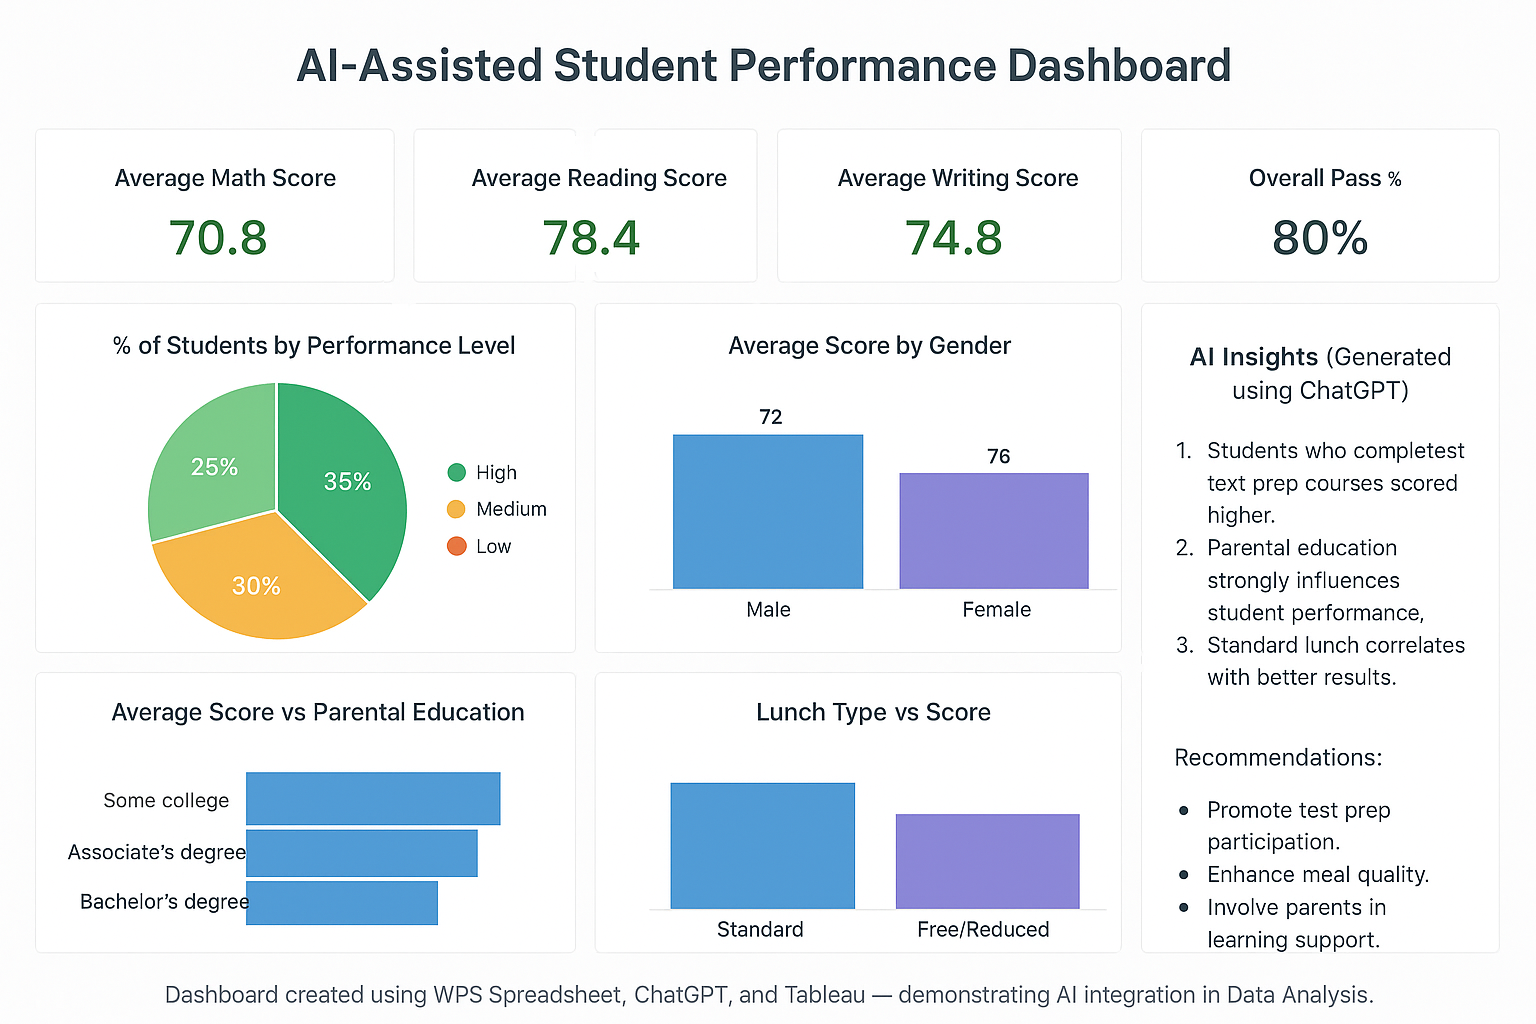 AI-Assisted Student Performance Dashboard
Average Math Score
70.8
Average Reading Score
78.4
Average Writing Score
74.8
Overall Pass %
80%
% of Students by Performance Level
25%
35%
30%
High
Medium
Low
Average Score by Gender
72
76
Male
Female
AI Insights (Generated
using ChatGPT)
1. Students who completest
text prep courses scored
higher.
2. Parental education
strongly influences
student performance,
3. Standard lunch correlates
with better results.
Recommendations:
• Promote test prep
participation.
• Enhance meal quality.
• Involve parents in
learning support.
Average Score vs Parental Education
Some college
Associate's degree
Bachelor's degree
Lunch Type vs Score
Standard
Free/Reduced
Dashboard created using WPS Spreadsheet, ChatGPT, and Tableau — demonstrating AI integration in Data Analysis.